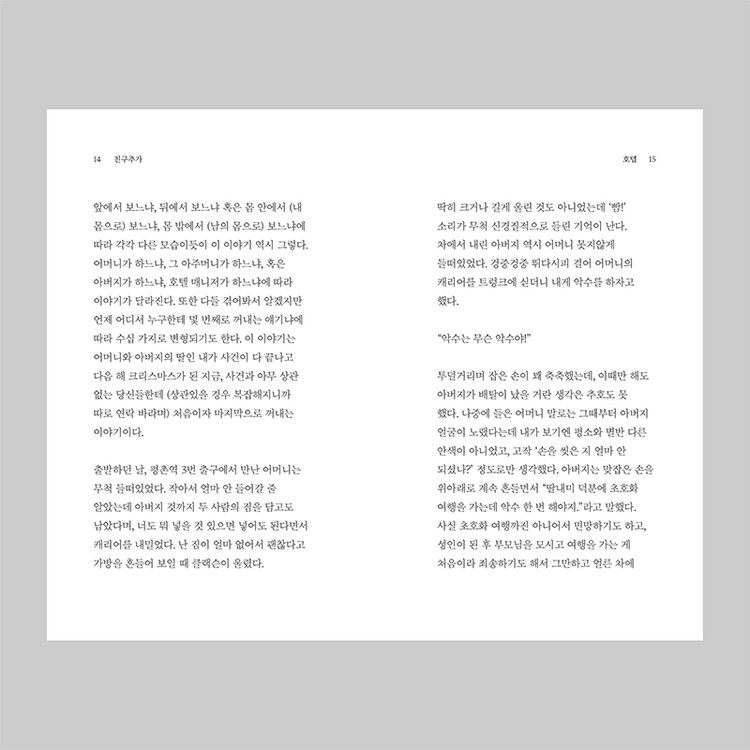 14 친구추가
호텔 15
앞에서 보느냐, 뒤에서 보느냐 혹은 몸 안에서 (내
몸으로) 보느냐, 몸 밖에서 (남의 몸으로) 보느냐에
따라 각각 다른 모습이듯이 이 이야기 역시 그렇다.
어머니가 하느냐, 그 아주머니가 하느냐, 혹은
아버지가 하느냐, 호텔 매니저가 하느냐에 따라
이야기가 달라진다. 또한 다들 겪어봐서 알겠지만
언제 어디서 누구한테 몇 번째로 꺼내는 얘기냐에
따라 수십 가지로 변형되기도 한다. 이 이야기는
어머니와 아버지의 딸인 내가 사건이 다 끝나고
다음 해 크리스마스가 된 지금, 사건과 아무 상관
없는 당신들한테 (상관있을 경우 복잡해지니까
따로 연락 바라며) 처음이자 마지막으로 꺼내는
이야기이다.
출발하던 날, 평촌역 3번 출구에서 만난 어머니는
무척 들떠있었다. 작아서 얼마 안 들어갈 줄
알았는데 아버지 것까지 두 사람의 짐을 담고도
남았다며, 너도 뭐 넣을 것 있으면 넣어도 된다면서
캐리어를 내밀었다. 난 짐이 얼마 없어서 괜찮다고
가방을 흔들어 보일 때 클랙슨이 울렸다.
딱히 크거나 길게 울린 것도 아니었는데 ‘빵!’
소리가 무척 신경질적으로 들린 기억이 난다.
차에서 내린 아버지 역시 어머니 못지않게
들떠있었다. 겅중겅중 뛰다시피 걸어 어머니의
캐리어를 트렁크에 싣더니 내게 악수를 하자고
했다.
“악수는 무슨 악수야!”
투덜거리며 잡은 손이 꽤 축축했는데, 이때만 해도
아버지가 배탈이 났을 거란 생각은 추호도 못
했다. 나중에 들은 어머니 말로는 그때부터 아버지
얼굴이 노랬다는데 내가 보기엔 평소와 별반 다른
안색이 아니었고, 고작 ‘손을 씻은 지 얼마 안
되셨나?’ 정도로만 생각했다. 아버지는 맞잡은 손을
위아래로 계속 흔들면서 “딸내미 덕분에 초호화
여행을 가는데 악수 한 번 해야지.”라고 말했다.
사실 초호화 여행까진 아니어서 민망하기도 하고,
성인이 된 후 부모님을 모시고 여행을 가는 게
처음이라 죄송하기도 해서 그만하고 얼른 차에